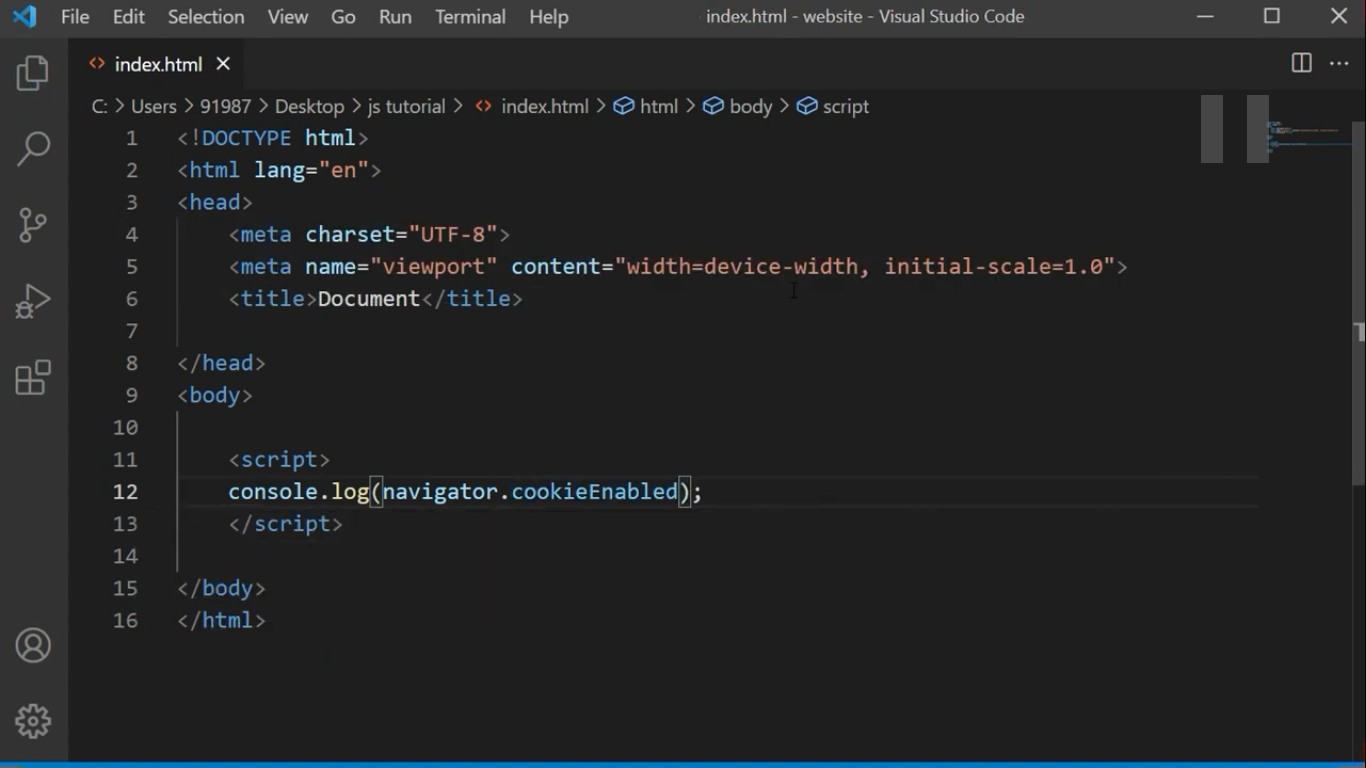 File Edit Selection View Go Run Terminal Help index.html - website - Visual Studio Code
index.html
C: > Users > 91987 > Desktop > js tutorial > index.html > html > body > script
1 <!DOCTYPE html>
2 <html lang="en">
3 <head>
4 <meta charset="UTF-8">
5 <meta name="viewport" content="width=device-width, initial-scale=1.0">
6 <title>Document</title>
7
8 </head>
9 <body>
10
11 <script>
12 console.log(navigator.cookieEnabled);
13 </script>
14
15 </body>
16 </html>